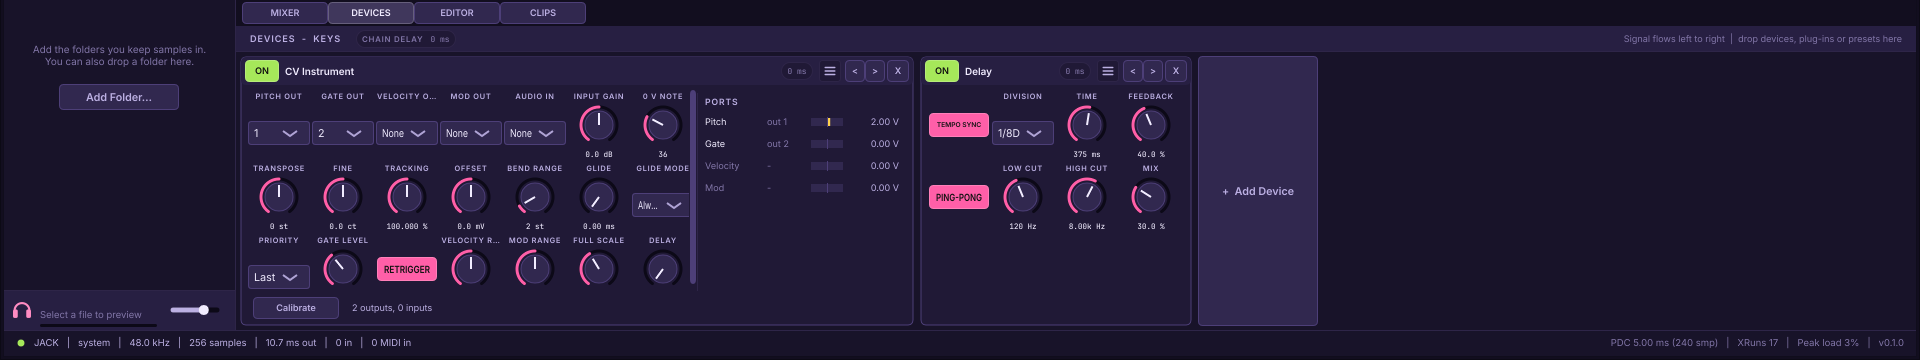 MIXER DEVICES EDITOR CLIPS
DEVICES - KEYS CHAIN DELAY 0 ms Signal flows left to right | drop devices, plug-ins or presets here
Add the folders you keep samples in.
You can also drop a folder here.
Add Folder...
ON CV Instrument 0 ms < > X
PITCH OUT GATE OUT VELOCITY O... MOD OUT AUDIO IN INPUT GAIN 0 V NOTE
1 2 None None None
0.0 dB 36
TRANSPOSE FINE TRACKING OFFSET BEND RANGE GLIDE GLIDE MODE
Alw...
0 st 0.0 ct 100.000 % 0.0 mV 2 st 0.00 ms
PRIORITY GATE LEVEL VELOCITY R... MOD RANGE FULL SCALE DELAY
Last RETRIGGER
Calibrate 2 outputs, 0 inputs
PORTS
Pitch out 1 2.00 V
Gate out 2 0.00 V
Velocity - 0.00 V
Mod - 0.00 V
ON Delay 0 ms < > X
DIVISION TIME FEEDBACK
TEMPO SYNC 1/8D
375 ms 40.0 %
LOW CUT HIGH CUT MIX
PING-PONG
120 Hz 8.00k Hz 30.0 %
+ Add Device
Select a file to preview
JACK | system | 48.0 kHz | 256 samples | 10.7 ms out | 0 in | 0 MIDI in PDC 5.00 ms (240 smp) | XRuns 17 | Peak load 3% | v0.1.0